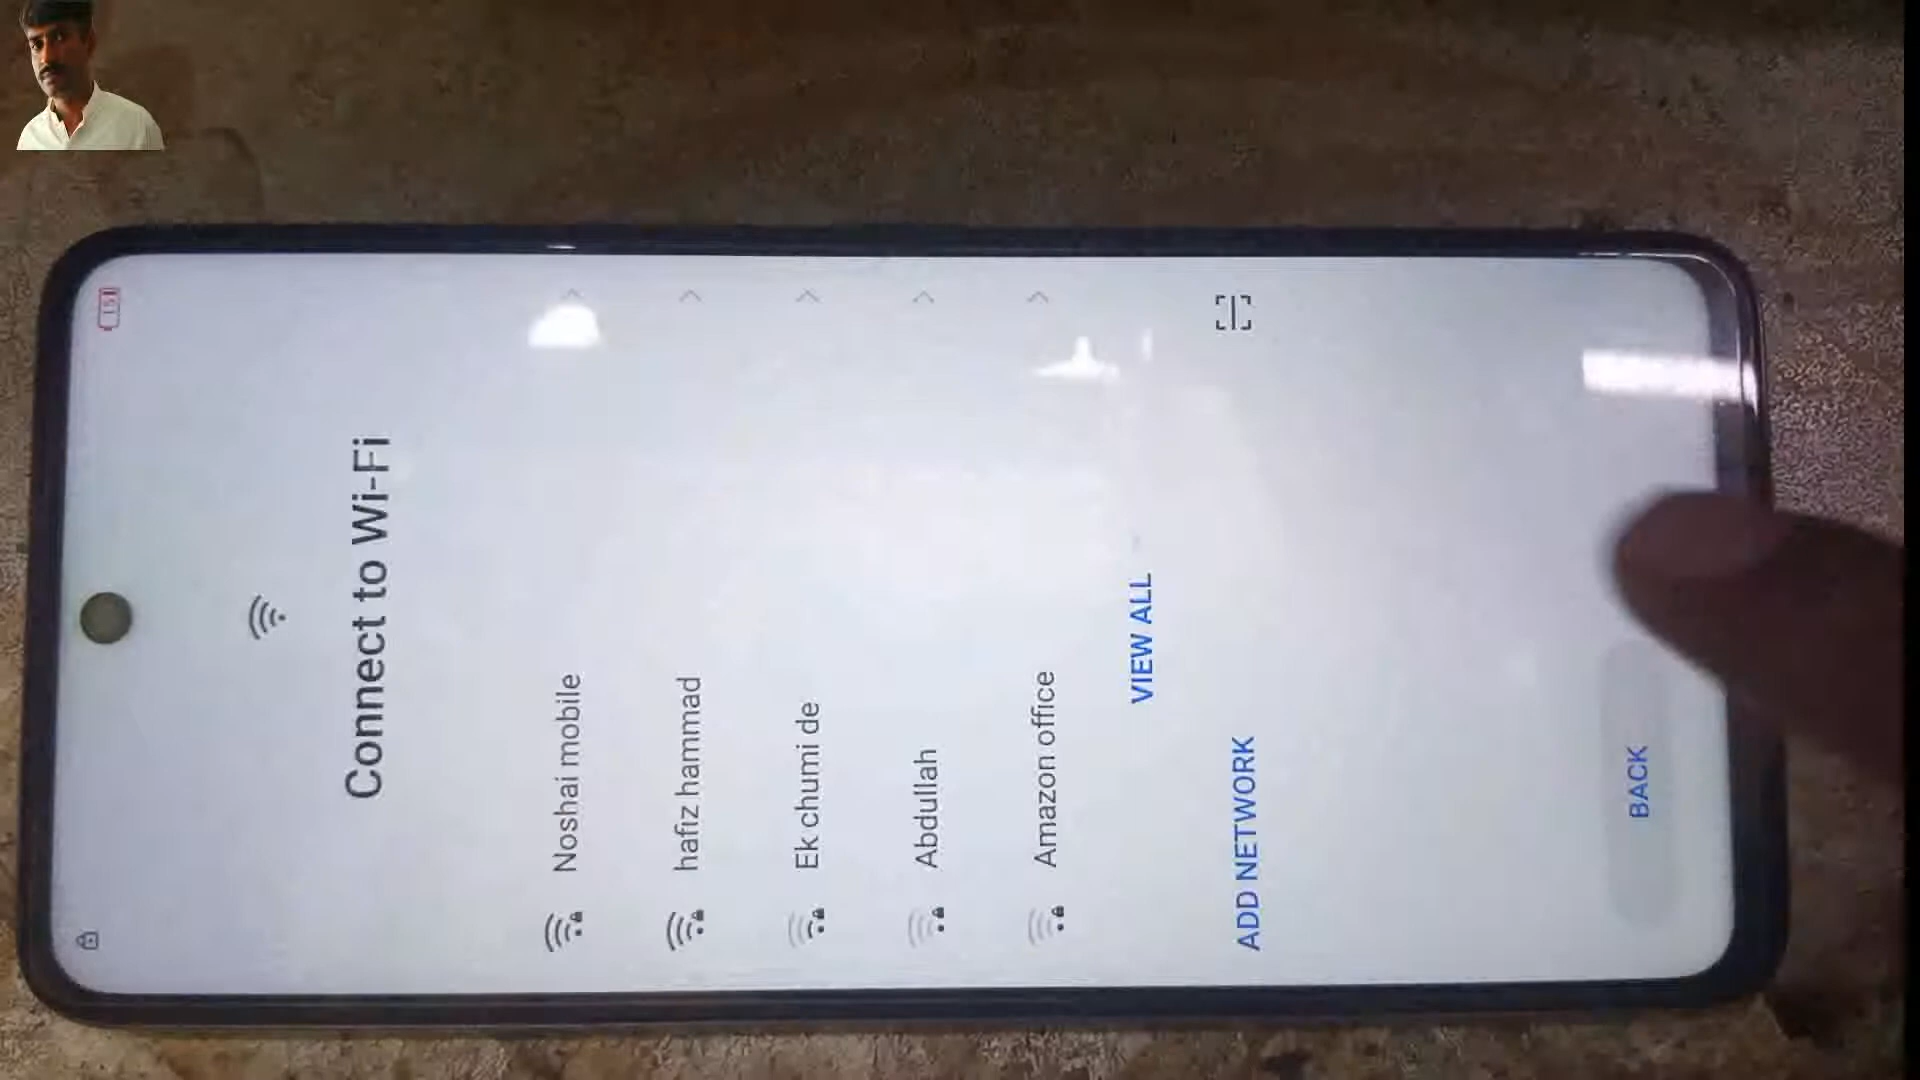 15
Connect to Wi-Fi
Noshai mobile
hafiz hammad
Ek chumi de
Abdullah
Amazon office
VIEW ALL
ADD NETWORK
BACK